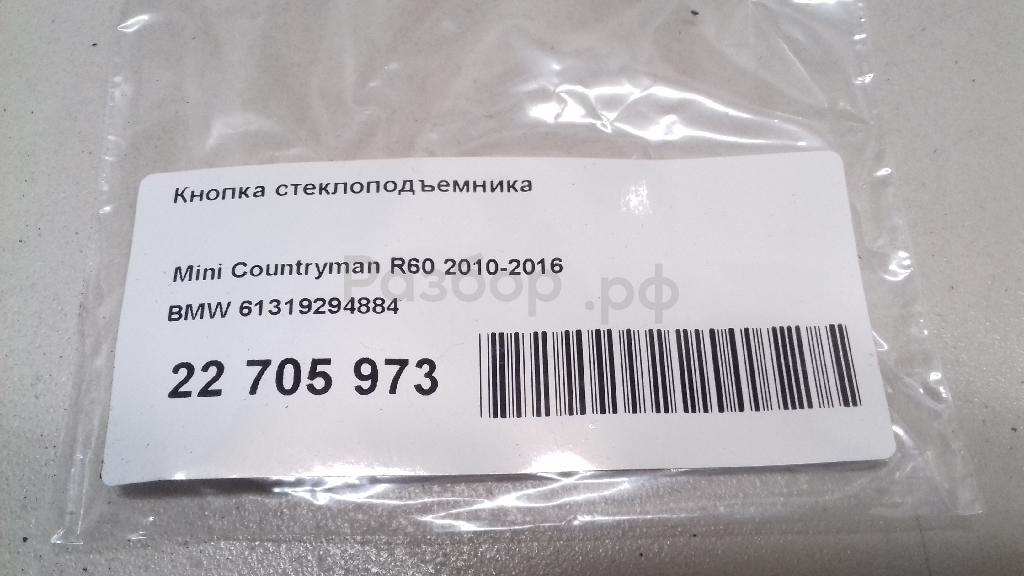 Кнопка стеклоподъемника
Mini Countryman R60 2010-2016
Разбор.рф
BMW 61319294884
22 705 973